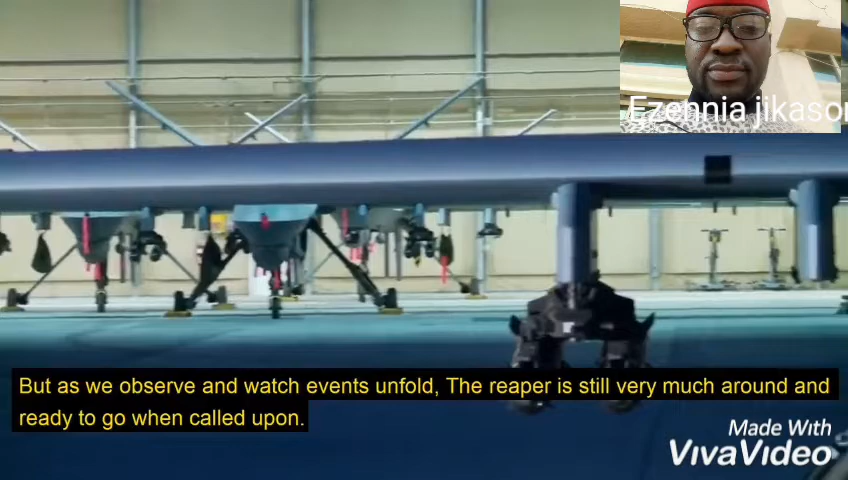 Ezennia jikason
But as we observe and watch events unfold, The reaper is still very much around and
ready to go when called upon.
Made With
VivaVideo